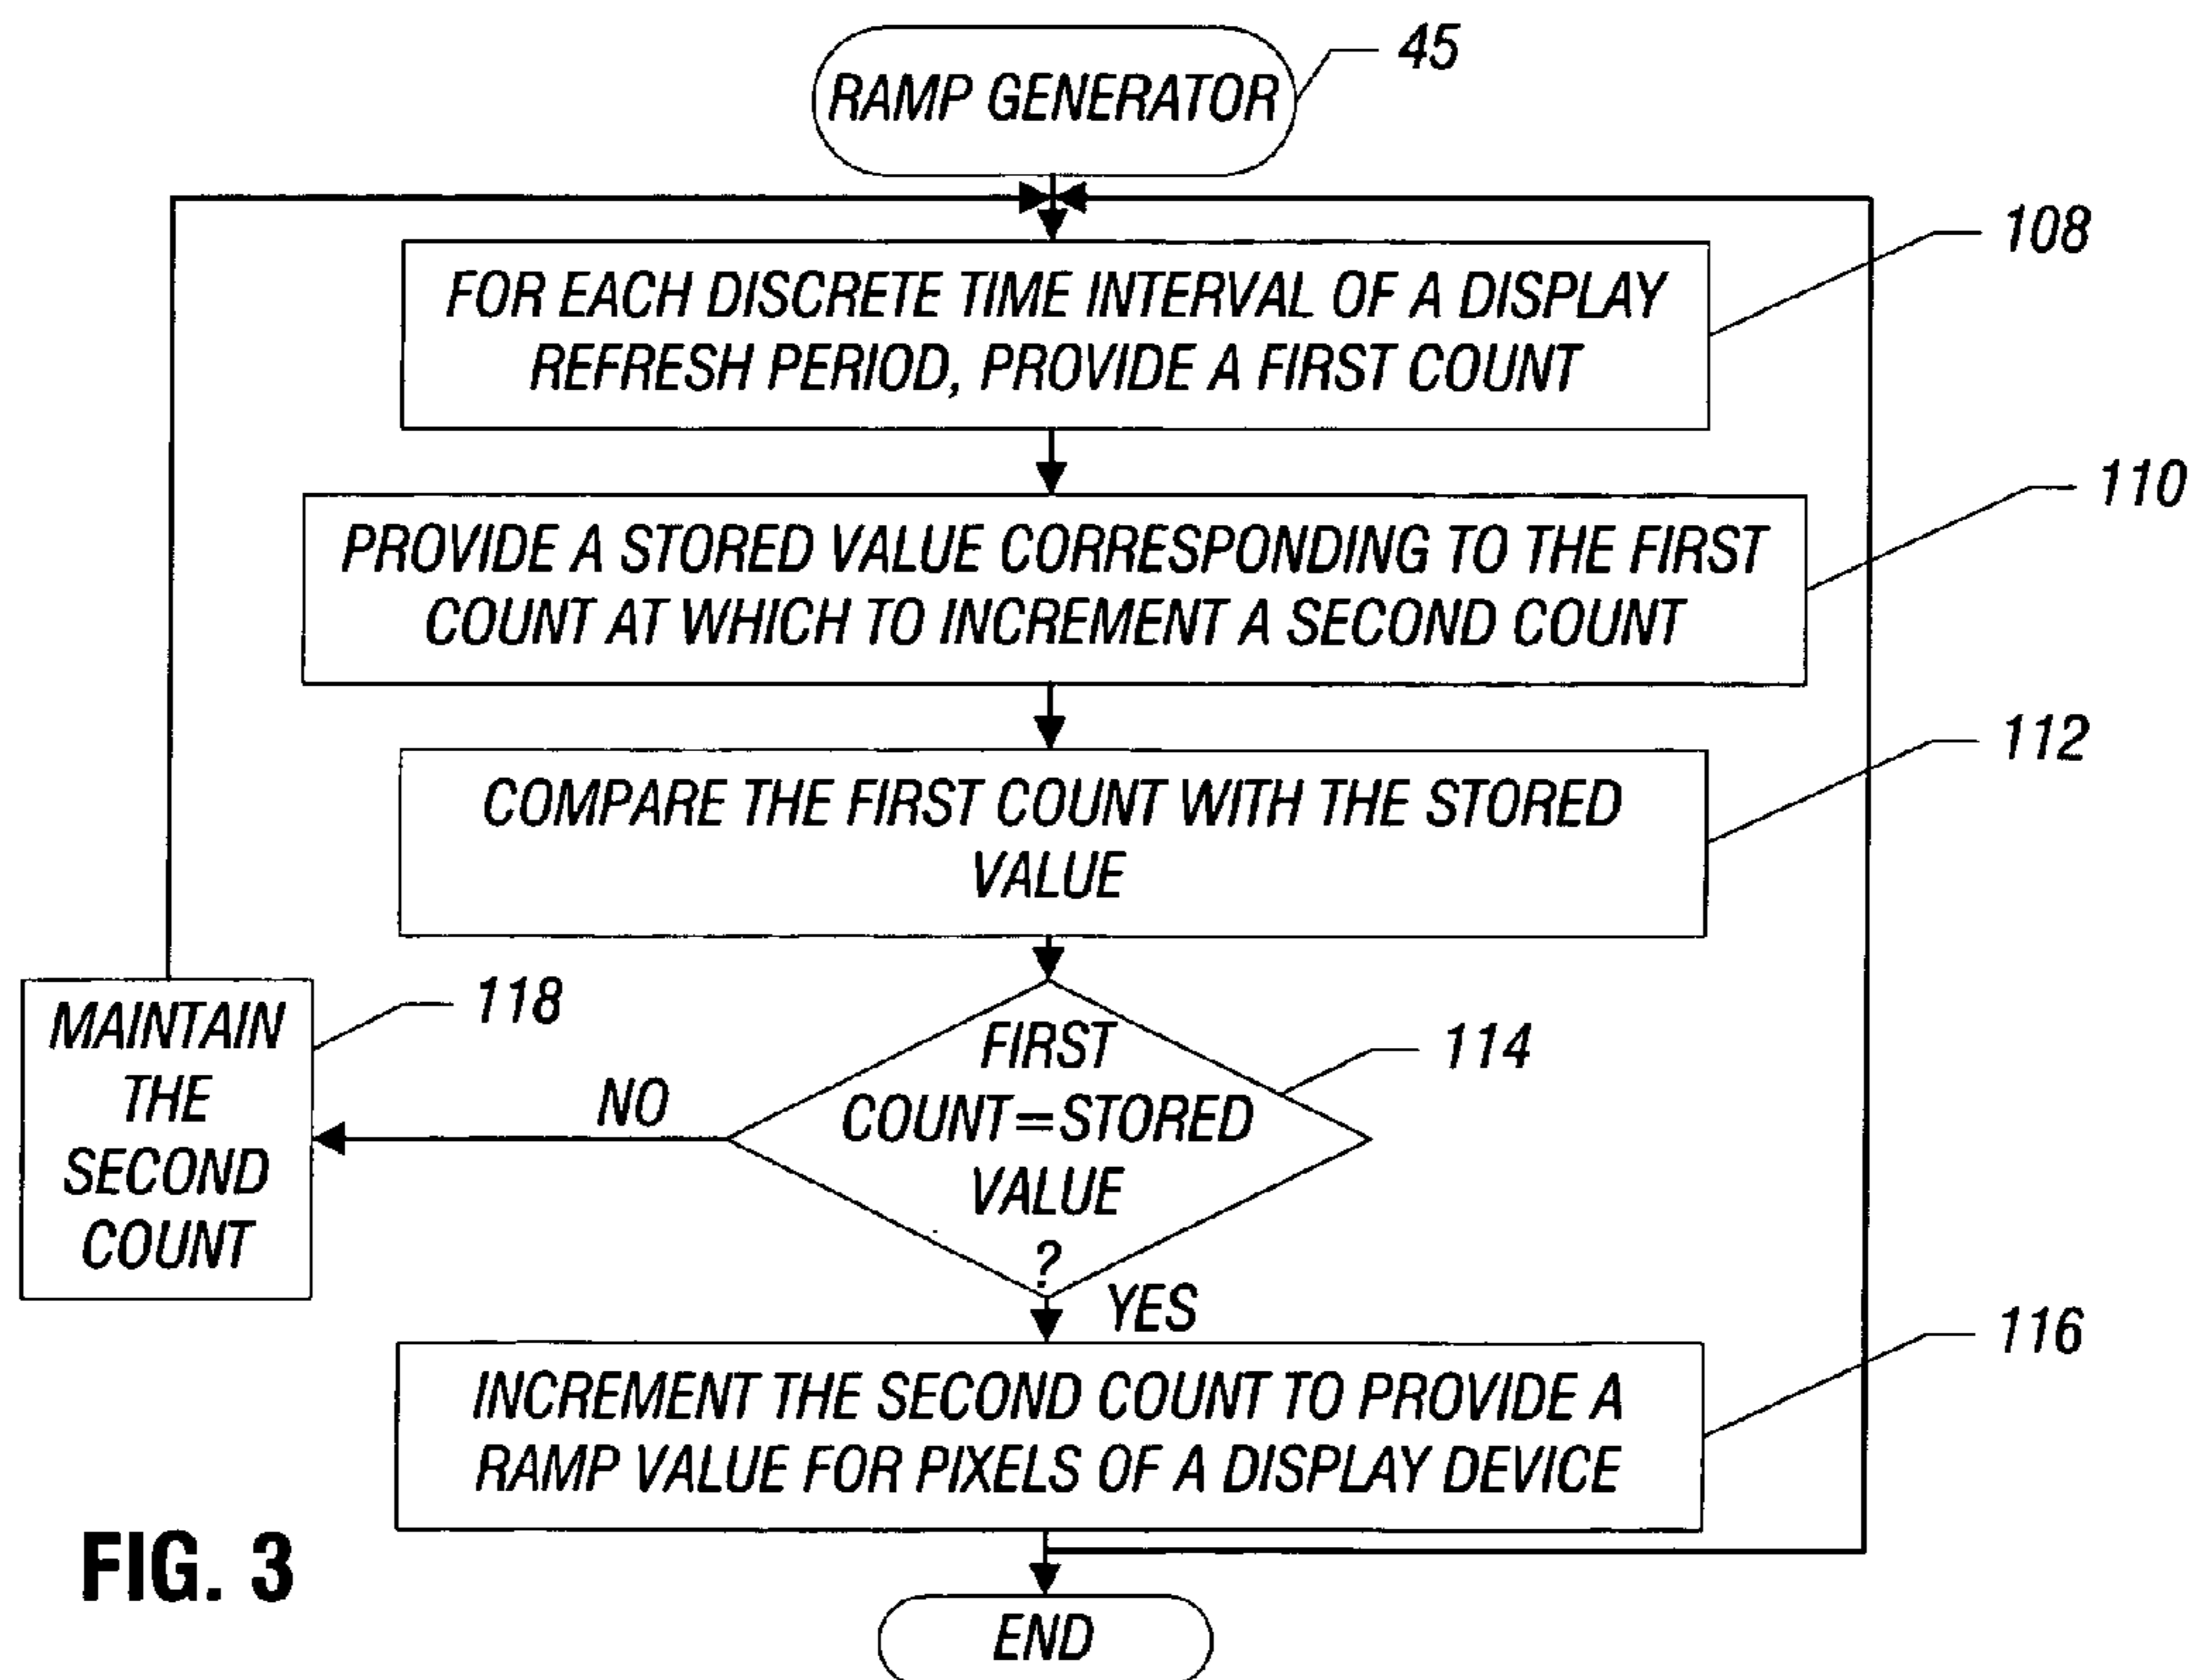 RAMP GENERATOR
45
FOR EACH DISCRETE TIME INTERVAL OF A DISPLAY
REFRESH PERIOD, PROVIDE A FIRST COUNT
108
PROVIDE A STORED VALUE CORRESPONDING TO THE FIRST
COUNT AT WHICH TO INCREMENT A SECOND COUNT
110
COMPARE THE FIRST COUNT WITH THE STORED
VALUE
112
FIRST
COUNT=STORED
VALUE
?
114
NO
MAINTAIN
THE
SECOND
COUNT
118
YES
INCREMENT THE SECOND COUNT TO PROVIDE A
RAMP VALUE FOR PIXELS OF A DISPLAY DEVICE
116
END
FIG. 3